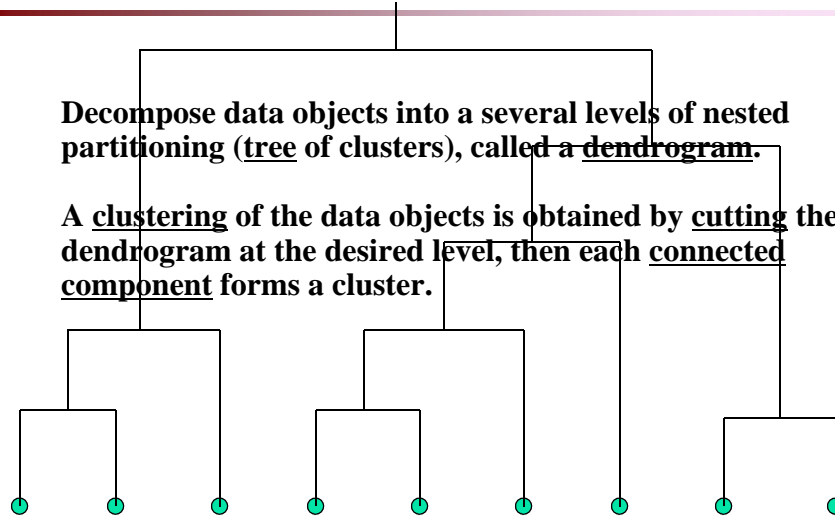 Decompose data objects into a several levels of nested
partitioning (tree of clusters), called a dendrogram.
A clustering of the data objects is obtained by cutting the
dendrogram at the desired level, then each connected
component forms a cluster.